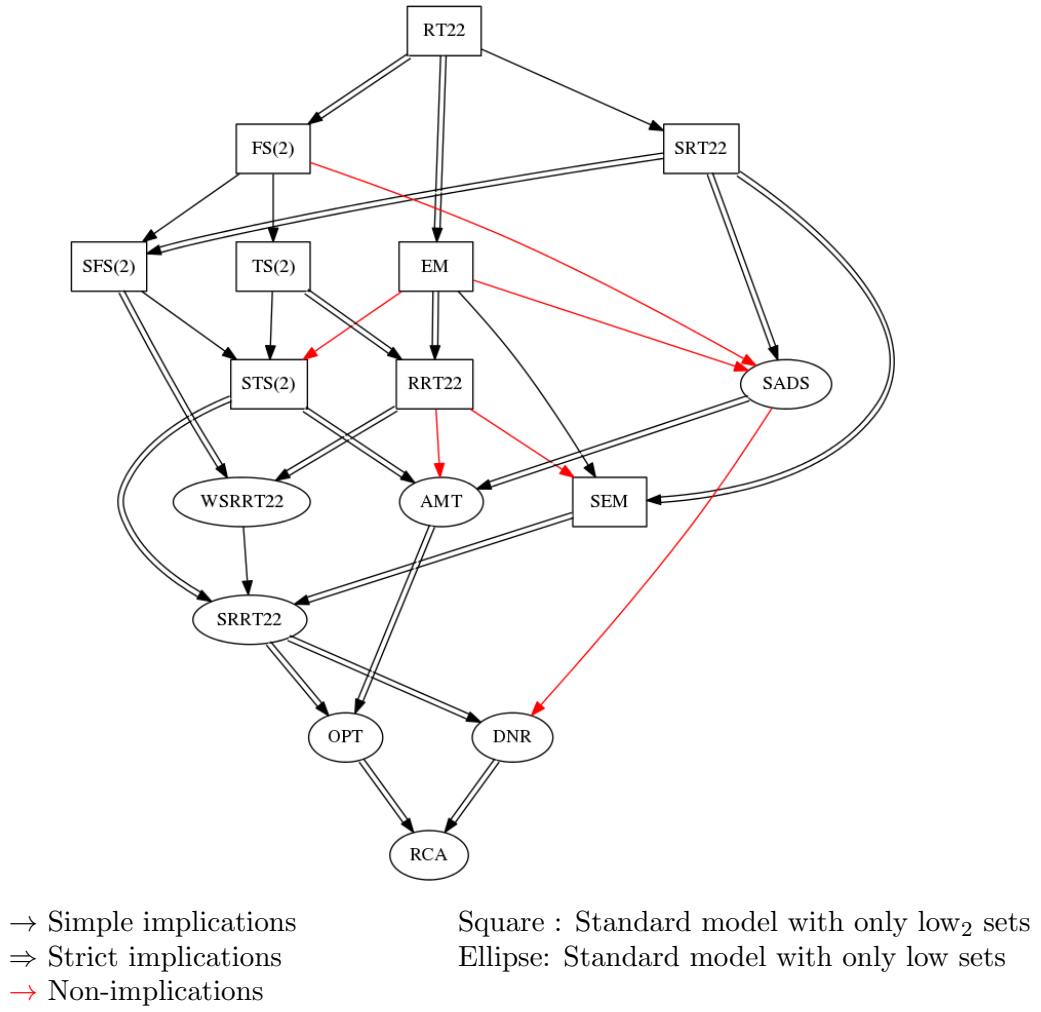 RT22
FS(2)
SRT22
SFS(2)
TS(2)
EM
STS(2)
RRT22
SADS
WSRRT22
AMT
SEM
SRRT22
OPT
DNR
RCA
→ Simple implications
Square : Standard model with only low₂ sets
⇒ Strict implications
Ellipse: Standard model with only low sets
→ Non-implications